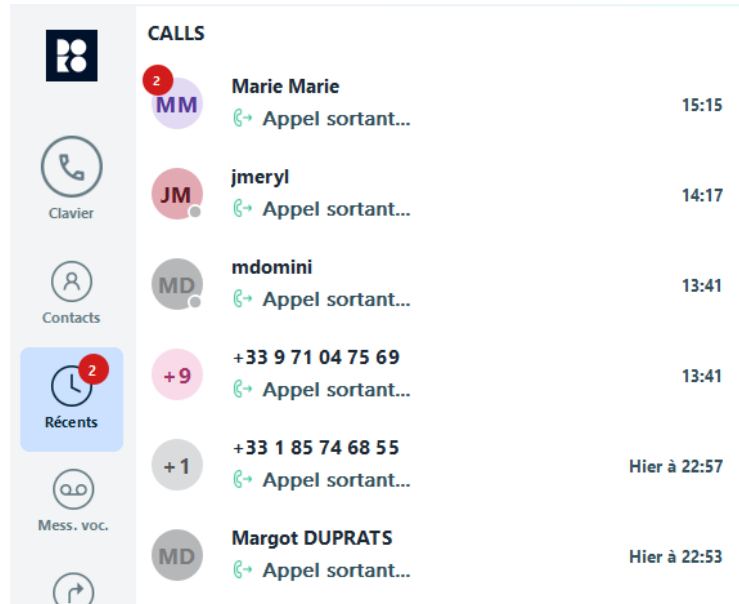 CALLS
2
MM
Marie Marie
Appel sortant...
15:15
Clavier
JM
jmeryl
Appel sortant...
14:17
Contacts
MD
mdomini
Appel sortant...
13:41
2
Récents
+9
+33 9 71 04 75 69
Appel sortant...
13:41
+1
+33 1 85 74 68 55
Appel sortant...
Hier à 22:57
Mess. voc.
MD
Margot DUPRATS
Appel sortant...
Hier à 22:53